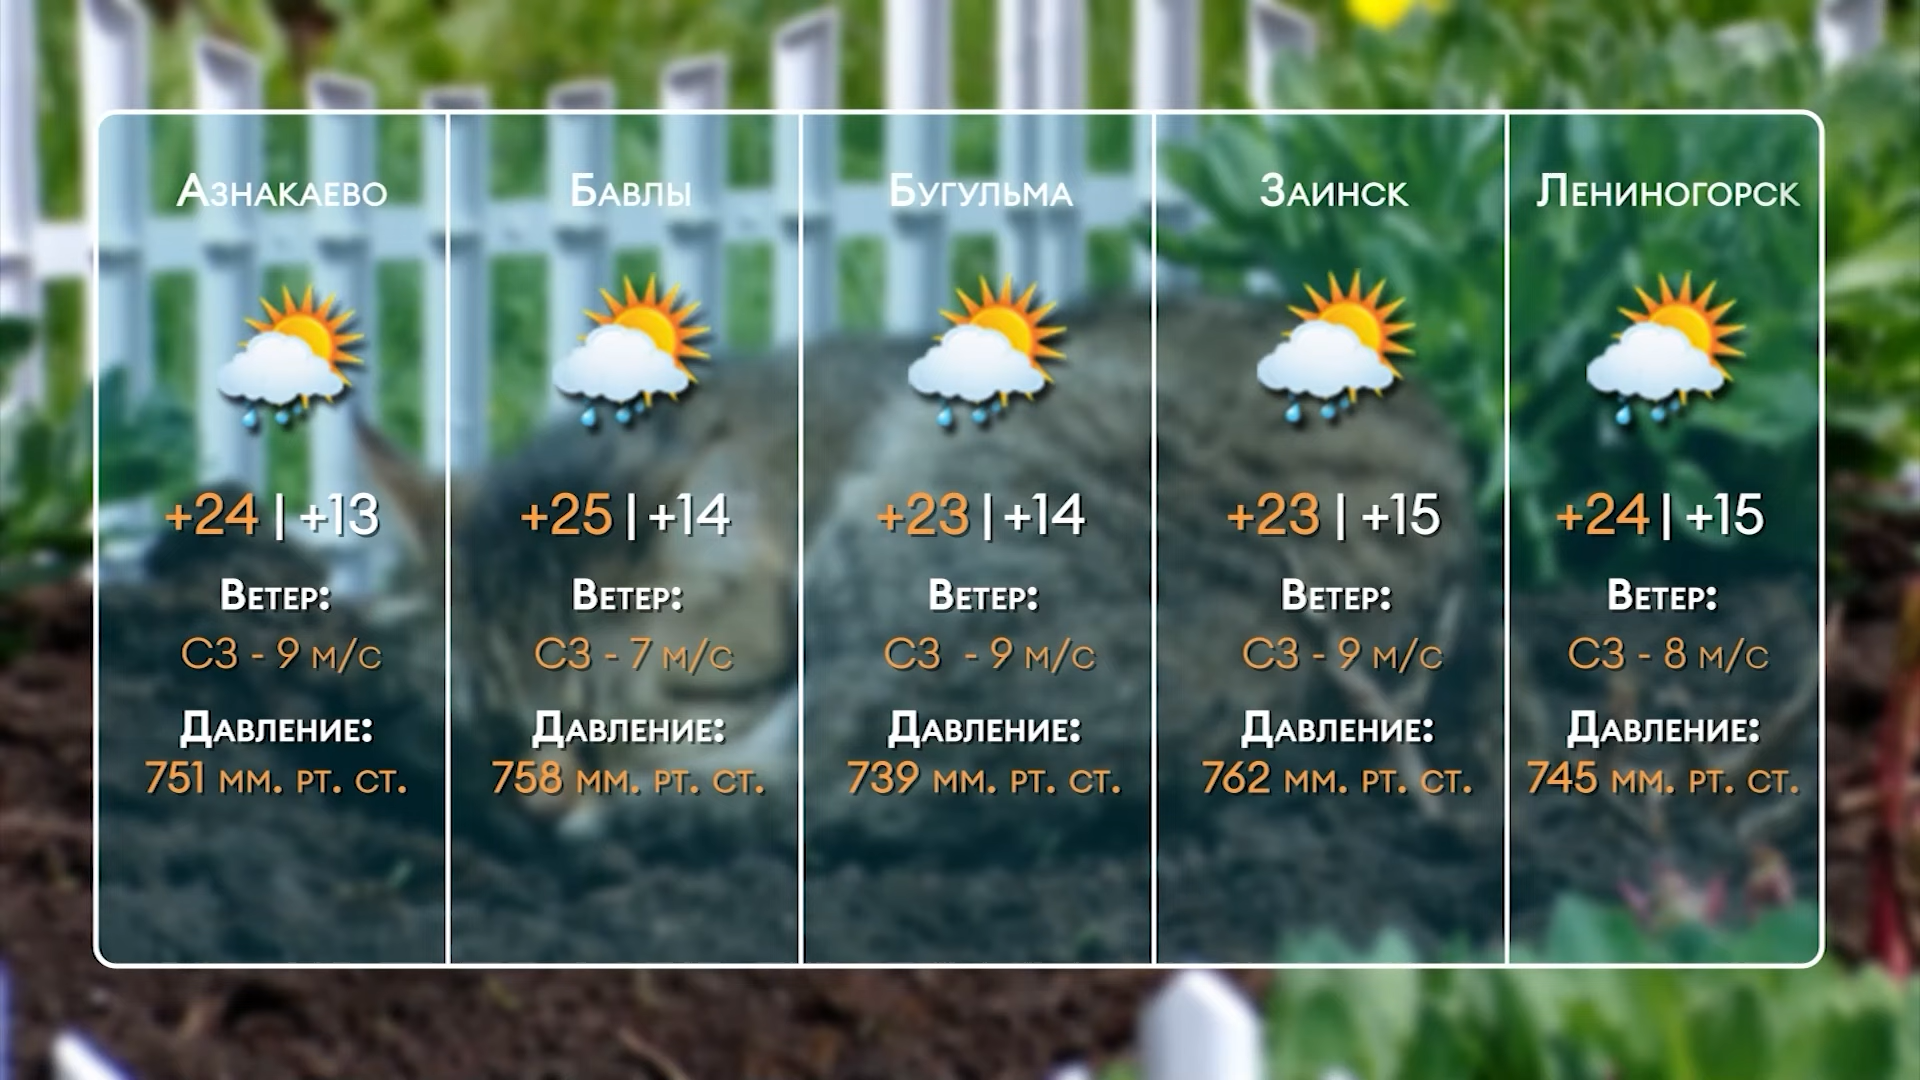 Азнакаево
+24 | +13
Ветер:
СЗ - 9 м/с
Давление:
751 мм. рт. ст.
Бавлы
+25 | +14
Ветер:
СЗ - 7 м/с
Давление:
758 мм. рт. ст.
Бугульма
+23 | +14
Ветер:
СЗ - 9 м/с
Давление:
739 мм. рт. ст.
Заинск
+23 | +15
Ветер:
СЗ - 9 м/с
Давление:
762 мм. рт. ст.
Лениногорск
+24 | +15
Ветер:
СЗ - 8 м/с
Давление:
745 мм. рт. ст.